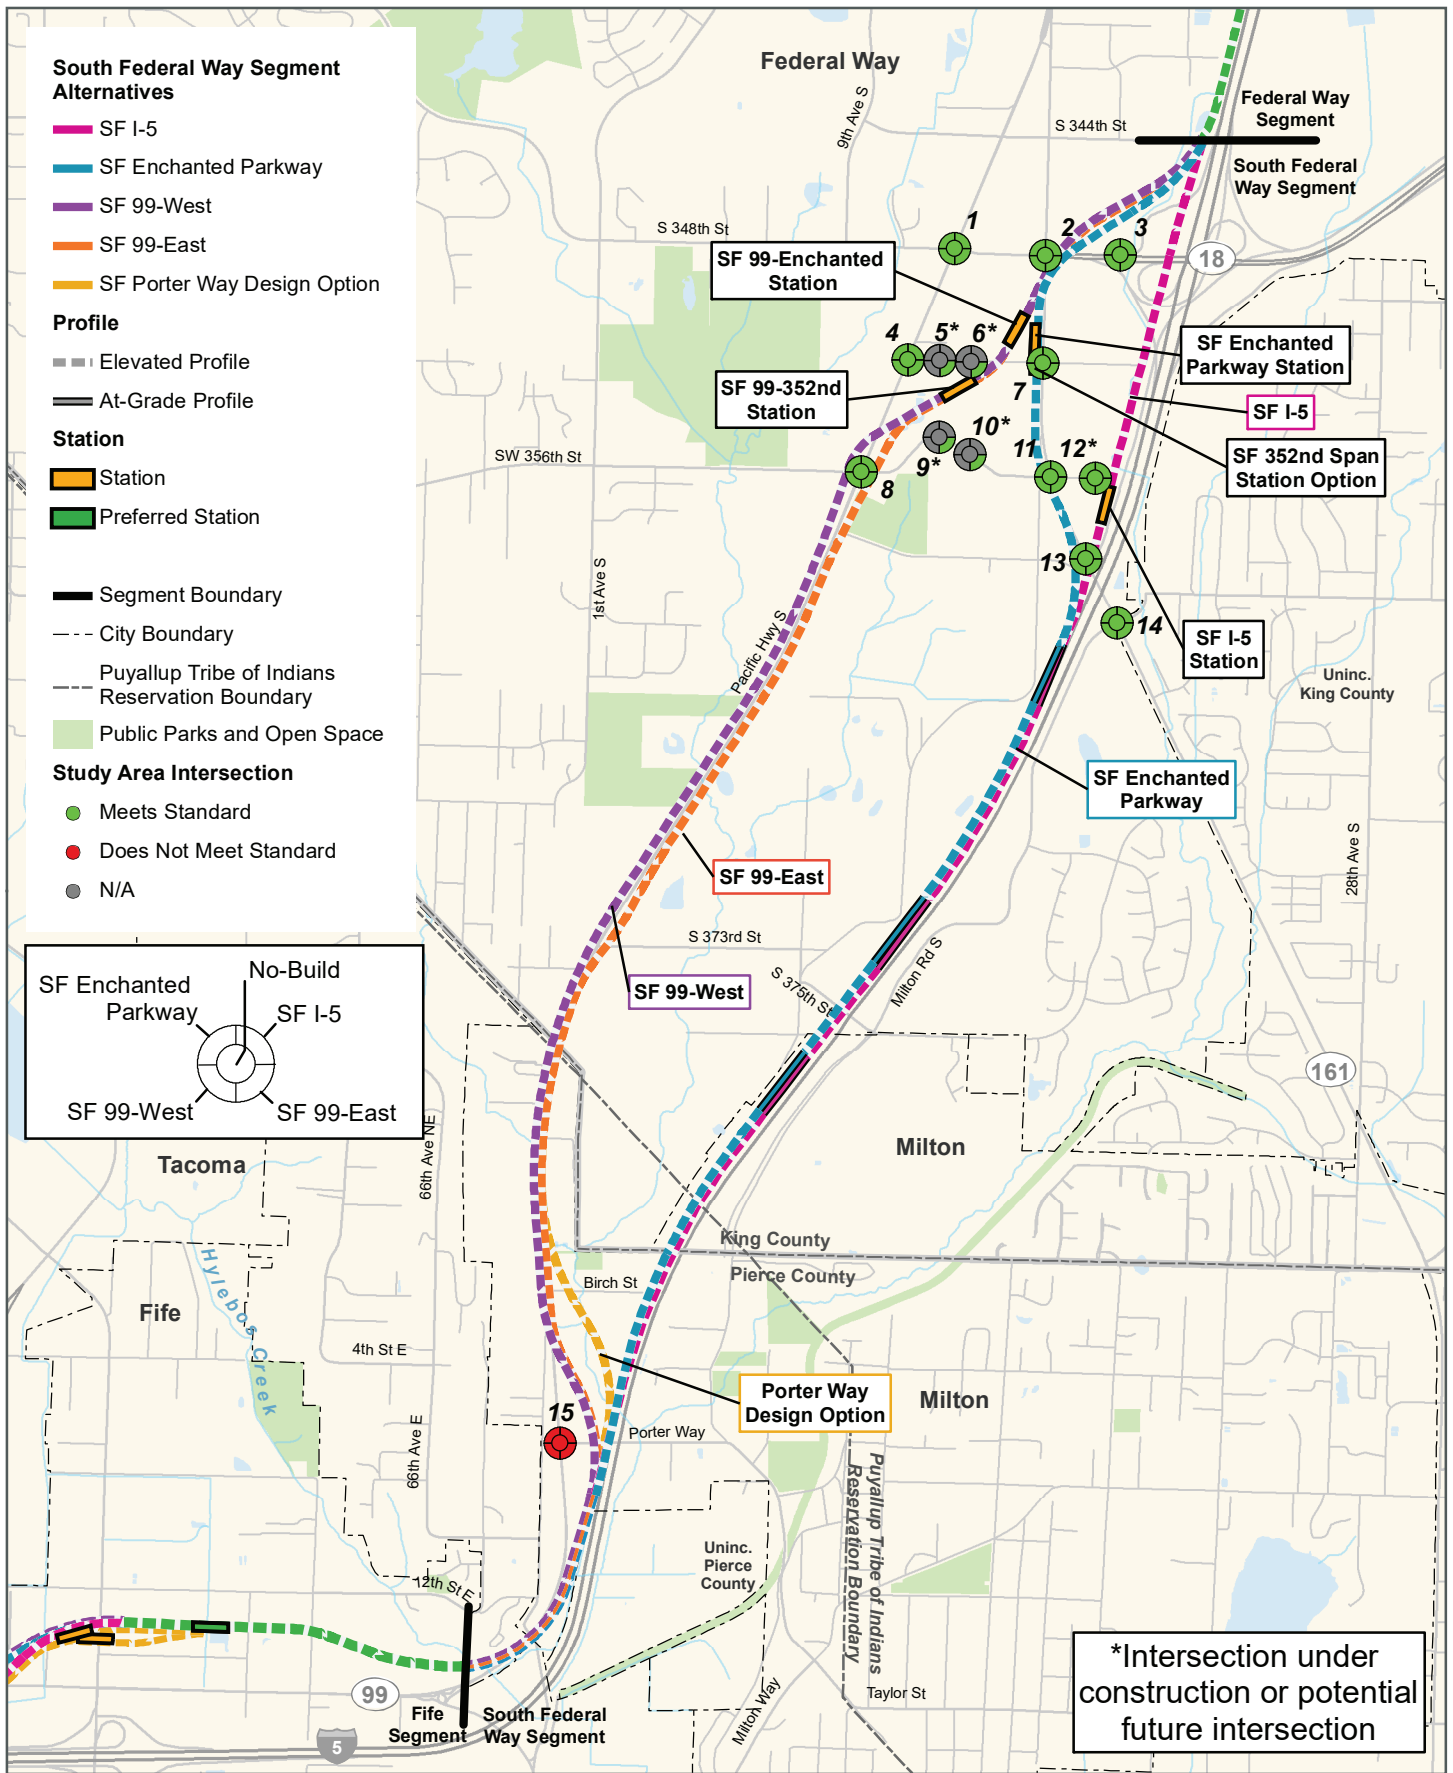 South Federal Way Segment
Alternatives
SF I-5
SF Enchanted Parkway
SF 99-West
SF 99-East
SF Porter Way Design Option
Profile
Elevated Profile
At-Grade Profile
Station
Station
Preferred Station
Segment Boundary
City Boundary
Puyallup Tribe of Indians
Reservation Boundary
Public Parks and Open Space
Study Area Intersection
Meets Standard
Does Not Meet Standard
N/A
No-Build
SF Enchanted
Parkway
SF I-5
SF 99-West
SF 99-East
Federal Way
9th Ave S
S 344th St
Federal Way
Segment
South Federal
Way Segment
S 348th St
1
2
3
18
SF 99-Enchanted
Station
4
5*
6*
7
SF Enchanted
Parkway Station
SF 99-352nd
Station
SF I-5
SF 352nd Span
Station Option
SW 356th St
8
9*
10*
11
12*
13
14
1st Ave S
Pacific Hwy S
SF I-5
Station
Uninc.
King County
SF Enchanted
Parkway
28th Ave S
SF 99-East
S 373rd St
SF 99-West
S 375th St
Milton Rd S
161
Milton
66th Ave NE
Tacoma
King County
Pierce County
Hylebos Creek
Birch St
Fife
4th St E
Porter Way
Design Option
Milton
15
Porter Way
66th Ave E
Puyallup Tribe of Indians
Reservation Boundary
Uninc.
Pierce
County
12th St E
99
Fife
Segment
South Federal
Way Segment
5
Milton Way
Taylor St
*Intersection under
construction or potential
future intersection